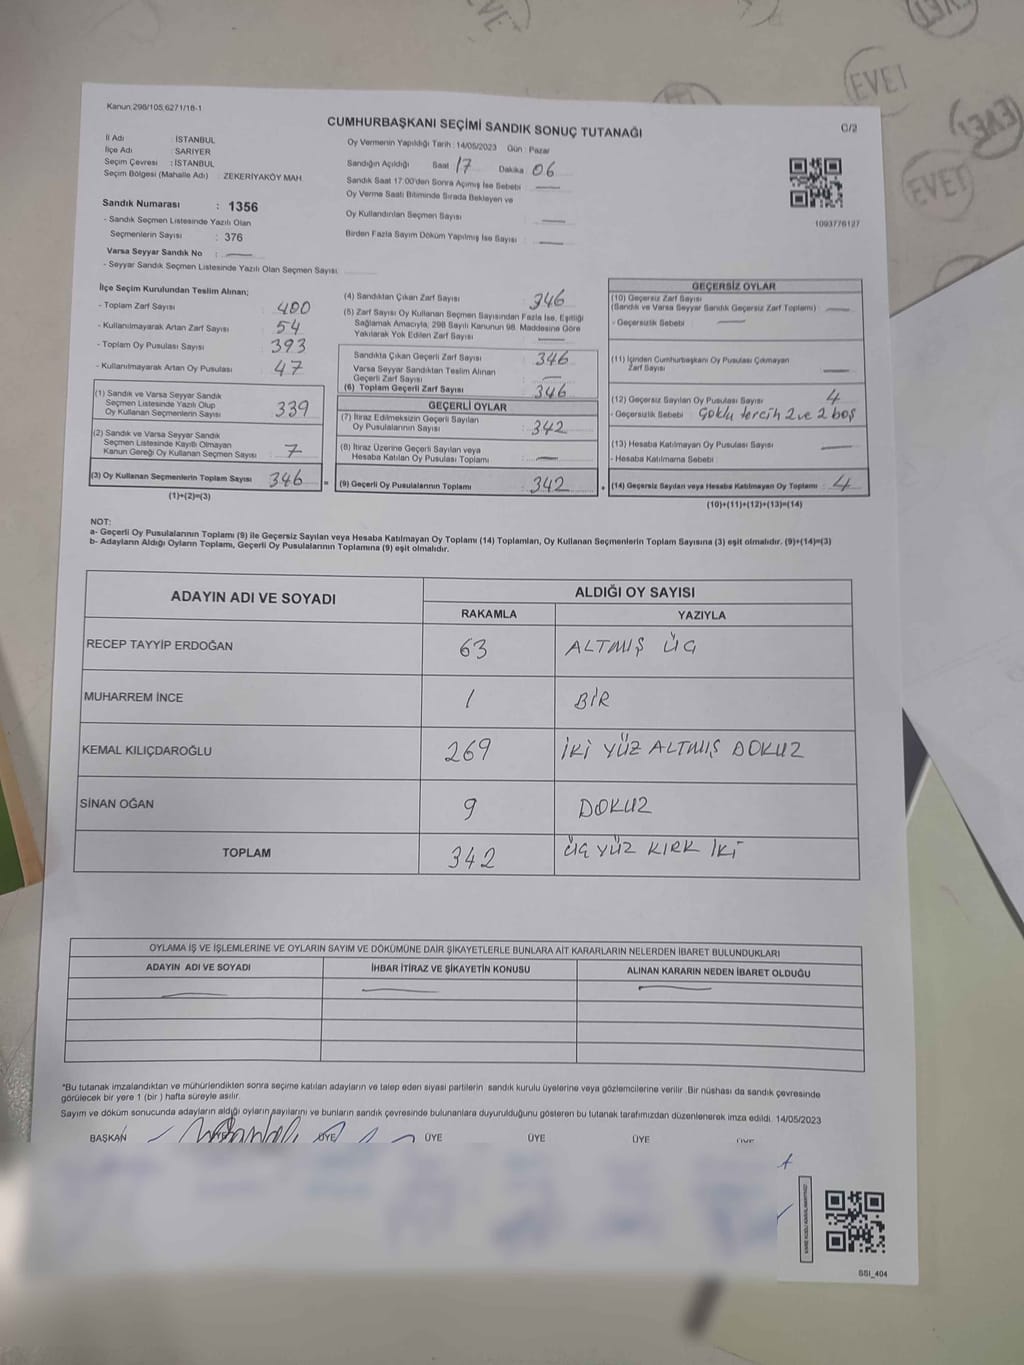 EVET
EVET
EVET
EVET
Kanun,298/105,6271/18-1
CUMHURBAŞKANI SEÇİMİ SANDIK SONUÇ TUTANAĞI
C/2
İl Adı : İSTANBUL
İlçe Adı : SARIYER
Seçim Çevresi : İSTANBUL
Seçim Bölgesi (Mahalle Adı) : ZEKERİYAKÖY MAH.
Sandık Numarası : 1356
- Sandık Seçmen Listesinde Yazılı Olan
Seçmenlerin Sayısı : 376
Varsa Seyyar Sandık No : —
- Seyyar Sandık Seçmen Listesinde Yazılı Olan Seçmen Sayısı:
Oy Vermenin Yapıldığı Tarih : 14/05/2023 Gün : Pazar
Sandığın Açıldığı Saat 17 Dakika 06
Sandık Saat 17:00'den Sonra Açımış İse Sebebi —
Oy Verme Saati Bitiminde Sırada Bekleyen ve
Oy Kullandırılan Seçmen Sayısı —
Birden Fazla Sayım Döküm Yapılmış İse Sayısı : —
1093776127
İlçe Seçim Kurulundan Teslim Alınan;
- Toplam Zarf Sayısı 400
- Kullanılmayarak Artan Zarf Sayısı 54
- Toplam Oy Pusulası Sayısı 393
- Kullanılmayarak Artan Oy Pusulası 47
(1) Sandık ve Varsa Seyyar Sandık
Seçmen Listesinde Yazılı Olup
Oy Kullanan Seçmenlerin Sayısı 339
(2) Sandık ve Varsa Seyyar Sandık
Seçmen Listesinde Kayıtlı Olmayan
Kanun Gereği Oy Kullanan Seçmen Sayısı : 7
(3) Oy Kullanan Seçmenlerin Toplam Sayısı 346 =
(1)+(2)=(3)
(4) Sandıktan Çıkan Zarf Sayısı 346
(5) Zarf Sayısı Oy Kullanan Seçmen Sayısından Fazla İse, Eşitliği
Sağlamak Amacıyla, 298 Sayılı Kanunun 98. Maddesine Göre
Yakılarak Yok Edilen Zarf Sayısı —
Sandıkta Çıkan Geçerli Zarf Sayısı 346
Varsa Seyyar Sandıktan Teslim Alınan
Geçerli Zarf Sayısı —
(6) Toplam Geçerli Zarf Sayısı 346
GEÇERLİ OYLAR
(7) İtiraz Edilmeksizin Geçerli Sayılan
Oy Pusulalarının Sayısı : 342
(8) İtiraz Üzerine Geçerli Sayılan veya
Hesaba Katılan Oy Pusulası Toplamı : —
(9) Geçerli Oy Pusulalarının Toplamı : 342 +
GEÇERSİZ OYLAR
(10) Geçersiz Zarf Sayısı
(Sandık ve Varsa Seyyar Sandık Geçersiz Zarf Toplamı) : —
- Geçersizlik Sebebi : —
(11) İçinden Cumhurbaşkanı Oy Pusulası Çıkmayan
Zarf Sayısı —
(12) Geçersiz Sayılan Oy Pusulası Sayısı : 4
- Geçersizlik Sebebi : Çoklu tercih 2 ve 2 boş
(13) Hesaba Katılmayan Oy Pusulası Sayısı —
- Hesaba Katılmama Sebebi :
(14) Geçersiz Sayılan veya Hesaba Katılmayan Oy Toplamı : 4
(10)+(11)+(12)+(13)=(14)
NOT:
a- Geçerli Oy Pusulalarının Toplamı (9) ile Geçersiz Sayılan veya Hesaba Katılmayan Oy Toplamı (14) Toplamları, Oy Kullanan Seçmenlerin Toplam Sayısına (3) eşit olmalıdır. (9)+(14)=(3)
b- Adayların Aldığı Oyların Toplamı, Geçerli Oy Pusulalarının Toplamına (9) eşit olmalıdır.
ADAYIN ADI VE SOYADI
ALDIĞI OY SAYISI
RAKAMLA YAZIYLA
RECEP TAYYİP ERDOĞAN 63 ALTMIŞ ÜÇ
MUHARREM İNCE 1 BİR
KEMAL KILIÇDAROĞLU 269 İKİ YÜZ ALTMIŞ DOKUZ
SİNAN OĞAN 9 DOKUZ
TOPLAM 342 ÜÇ YÜZ KIRK İKİ
OYLAMA İŞ VE İŞLEMLERİNE VE OYLARIN SAYIM VE DÖKÜMÜNE DAİR ŞİKAYETLERLE BUNLARA AİT KARARLARIN NELERDEN İBARET BULUNDUKLARI
ADAYIN ADI VE SOYADI İHBAR İTİRAZ VE ŞİKAYETİN KONUSU ALINAN KARARIN NEDEN İBARET OLDUĞU
— — —
*Bu tutanak imzalandıktan ve mühürlendikten sonra seçime katılan adayların ve talep eden siyasi partilerin sandık kurulu üyelerine veya gözlemcilerine verilir. Bir nüshası da sandık çevresinde
görülecek bir yere 1 (bir ) hafta süreyle asılır.
Sayım ve döküm sonucunda adayların aldığı oyların sayılarını ve bunların sandık çevresinde bulunanlara duyurulduğunu gösteren bu tutanak tarafımızdan düzenlenerek imza edildi. 14/05/2023
BAŞKAN ÜYE ÜYE ÜYE ÜYE ÜYE
SSI_404